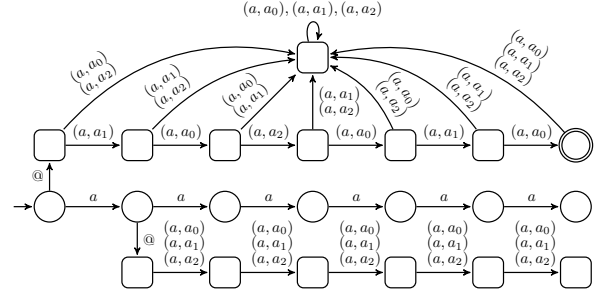 (a, a₀), (a, a₁), (a, a₂)
(a, a₀)
(a, a₂)
(a, a₁)
(a, a₂)
(a, a₀)
(a, a₁)
(a, a₁)
(a, a₂)
(a, a₀)
(a, a₂)
(a, a₁)
(a, a₂)
(a, a₀)
(a, a₁)
(a, a₂)
(a, a₁) (a, a₀) (a, a₂) (a, a₀) (a, a₁) (a, a₀)
@
a a a a a a
@
(a, a₀) (a, a₀) (a, a₀) (a, a₀) (a, a₀)
(a, a₁) (a, a₁) (a, a₁) (a, a₁) (a, a₁)
(a, a₂) (a, a₂) (a, a₂) (a, a₂) (a, a₂)